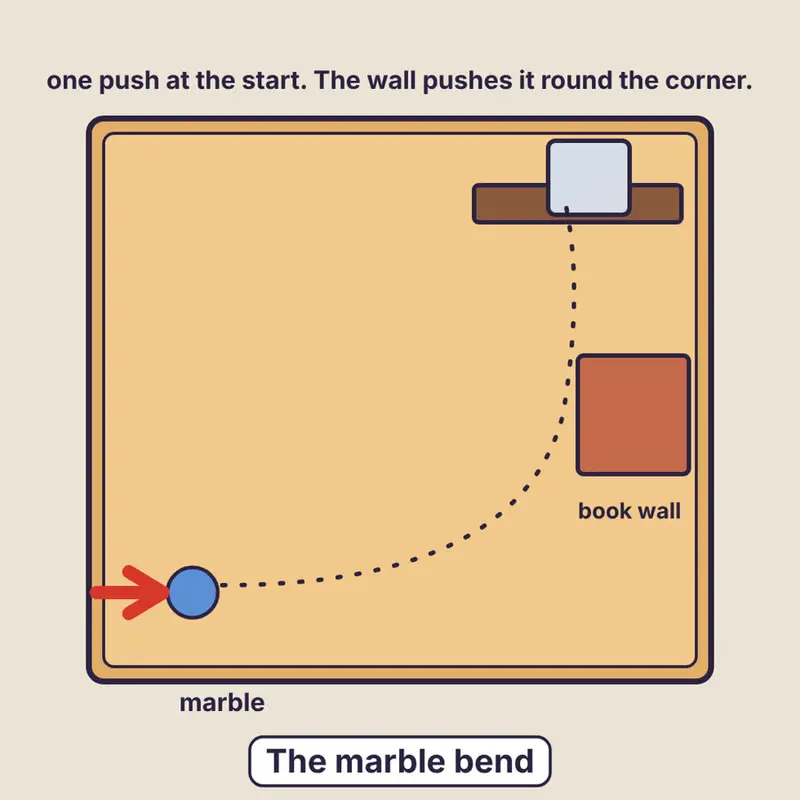 one push at the start. The wall pushes it round the corner.
book wall
marble
The marble bend